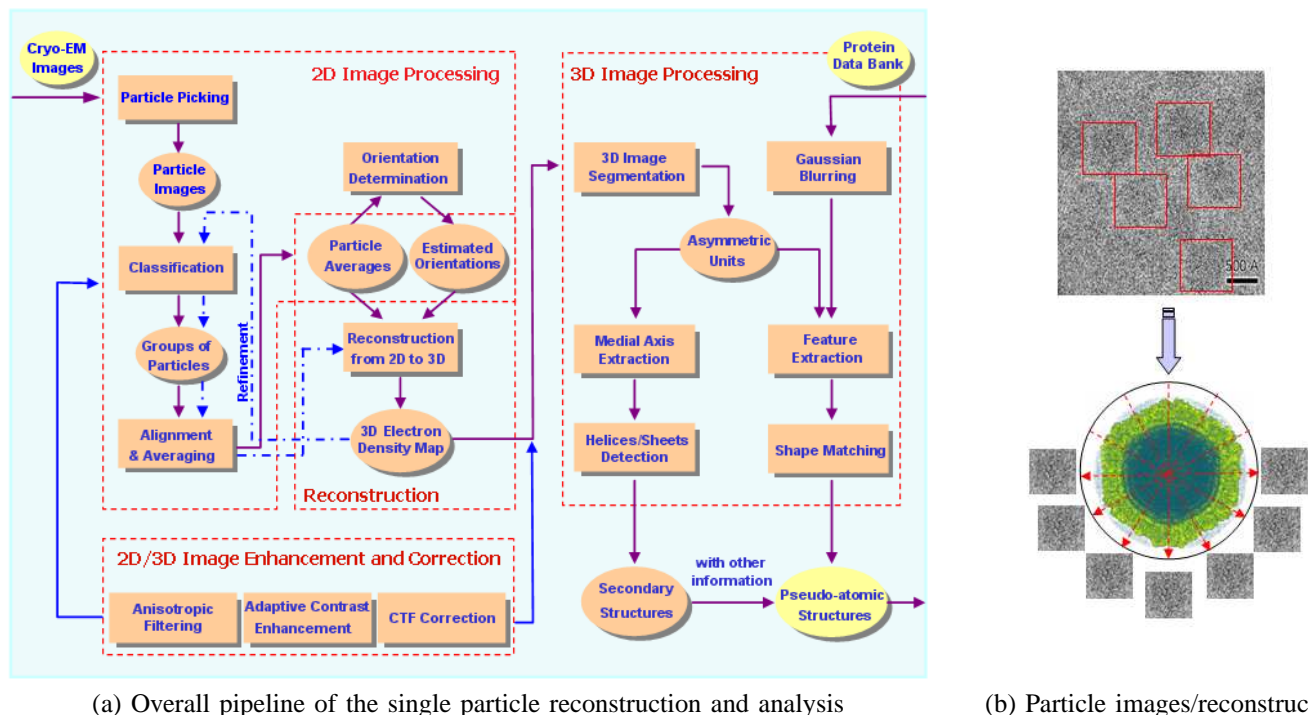 Cryo-EM
Images
2D Image Processing
Particle Picking
Particle
Images
Orientation
Determination
Classification
Particle
Averages
Estimated
Orientations
Groups of
Particles
Refinement
Reconstruction
from 2D to 3D
Alignment
& Averaging
3D Electron
Density Map
Reconstruction
2D/3D Image Enhancement and Correction
Anisotropic
Filtering
Adaptive Contrast
Enhancement
CTF Correction
3D Image Processing
Protein
Data Bank
3D Image
Segmentation
Gaussian
Blurring
Asymmetric
Units
Medial Axis
Extraction
Feature
Extraction
Helices/Sheets
Detection
Shape Matching
Secondary
Structures
with other
information
Pseudo-atomic
Structures
500 A
(a) Overall pipeline of the single particle reconstruction and analysis
(b) Particle images/reconstruc